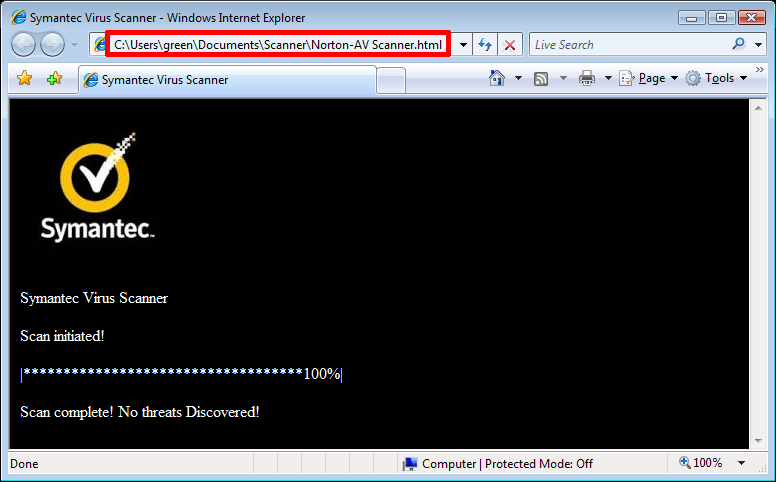 Symantec Virus Scanner - Windows Internet Explorer
C:\Users\green\Documents\Scanner\Norton-AV Scanner.html
Live Search
Symantec Virus Scanner
Page
Tools
»
Symantec™
Symantec Virus Scanner
Scan initiated!
|***********************************100%|
Scan complete! No threats Discovered!
Done
Computer | Protected Mode: Off
100%